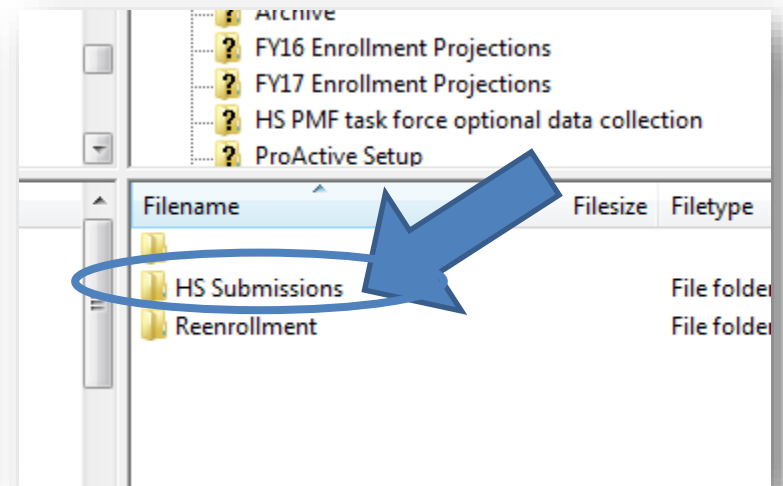 Archive
FY16 Enrollment Projections
FY17 Enrollment Projections
HS PMF task force optional data collection
ProActive Setup
Filename Filesize Filetype
HS Submissions File folder
Reenrollment File folder